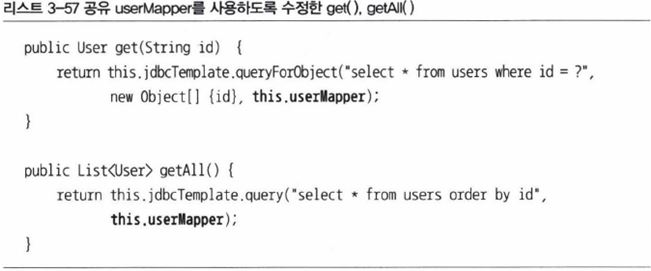 리스트 3-57 공유 userMapper를 사용하도록 수정한 get(), getAll()
public User get(String id) {
return this.jdbcTemplate.queryForObject("select * from users where id = ?",
new Object[] {id}, this.userMapper);
}
public List<User> getAll() {
return this.jdbcTemplate.query("select * from users order by id",
this.userMapper);
}